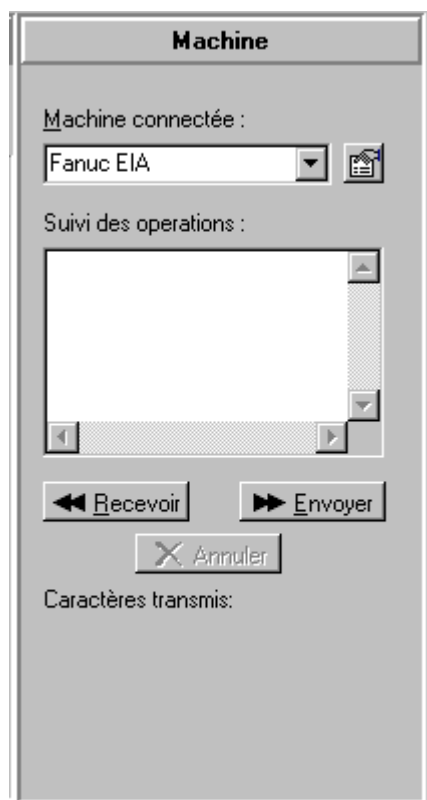 Machine
Machine connectée :
Fanuc EIA
Suivi des operations :
Recevoir Envoyer
Annuler
Caractères transmis: